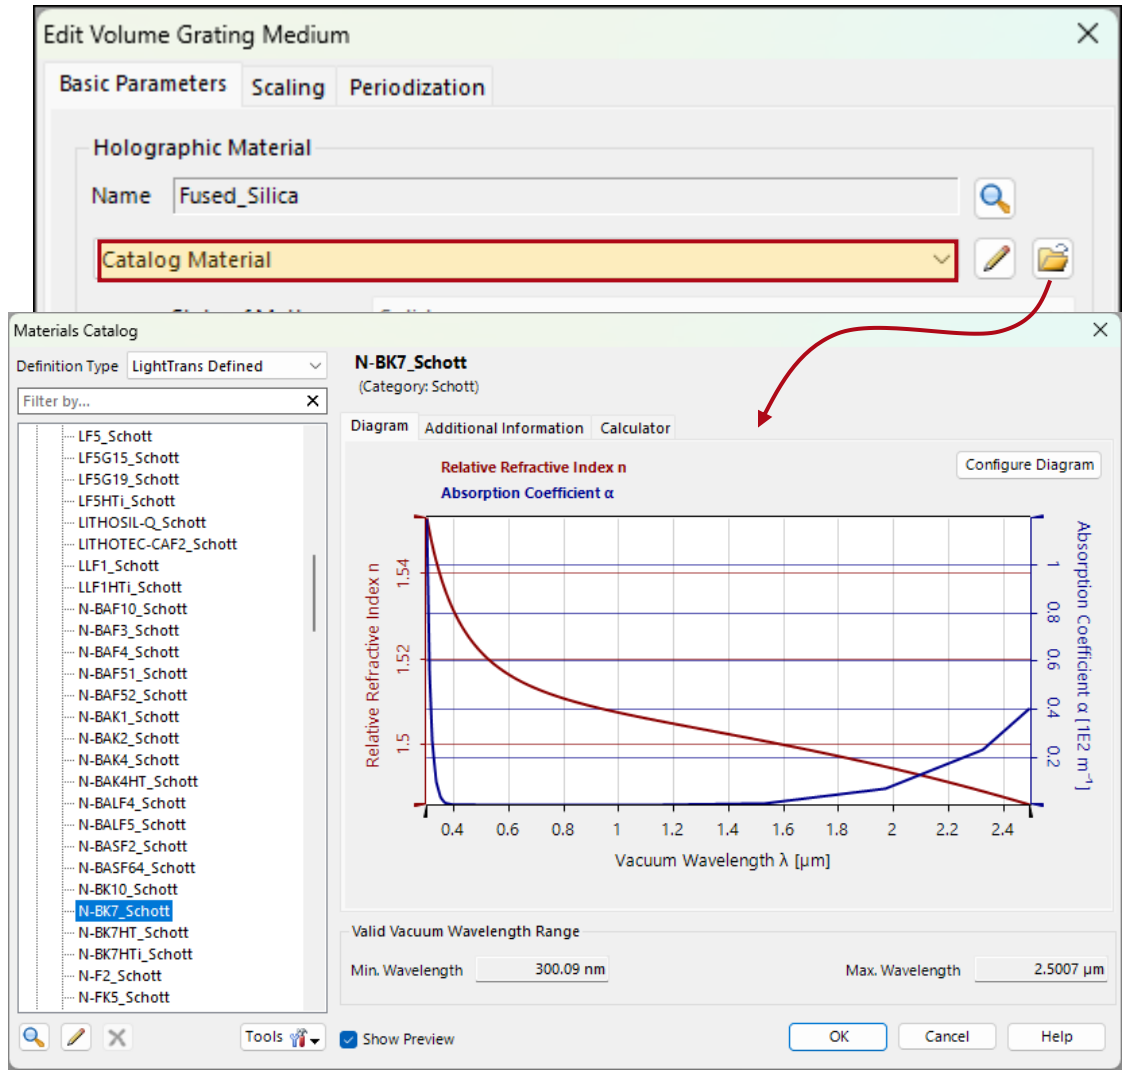 Edit Volume Grating Medium
Basic Parameters Scaling Periodization
Holographic Material
Name Fused_Silica
Catalog Material
Materials Catalog
Definition Type LightTrans Defined
Filter by...
LF5_Schott
LF5G15_Schott
LF5G19_Schott
LF5HTi_Schott
LITHOSIL-Q_Schott
LITHOTEC-CAF2_Schott
LLF1_Schott
LLF1HTi_Schott
N-BAF10_Schott
N-BAF3_Schott
N-BAF4_Schott
N-BAF51_Schott
N-BAF52_Schott
N-BAK1_Schott
N-BAK2_Schott
N-BAK4_Schott
N-BAK4HT_Schott
N-BALF4_Schott
N-BALF5_Schott
N-BASF2_Schott
N-BASF64_Schott
N-BK10_Schott
N-BK7_Schott
N-BK7HT_Schott
N-BK7HTi_Schott
N-F2_Schott
N-FK5_Schott
Tools
N-BK7_Schott
(Category: Schott)
Diagram Additional Information Calculator
Relative Refractive Index n
Absorption Coefficient α
Configure Diagram
Relative Refractive Index n
1.54
1.52
1.5
1
0.8
0.6
0.4
0.2
Absorption Coefficient α [1E2 m⁻¹]
0.4 0.6 0.8 1 1.2 1.4 1.6 1.8 2 2.2 2.4
Vacuum Wavelength λ [µm]
Valid Vacuum Wavelength Range
Min. Wavelength 300.09 nm Max. Wavelength 2.5007 µm
Show Preview OK Cancel Help